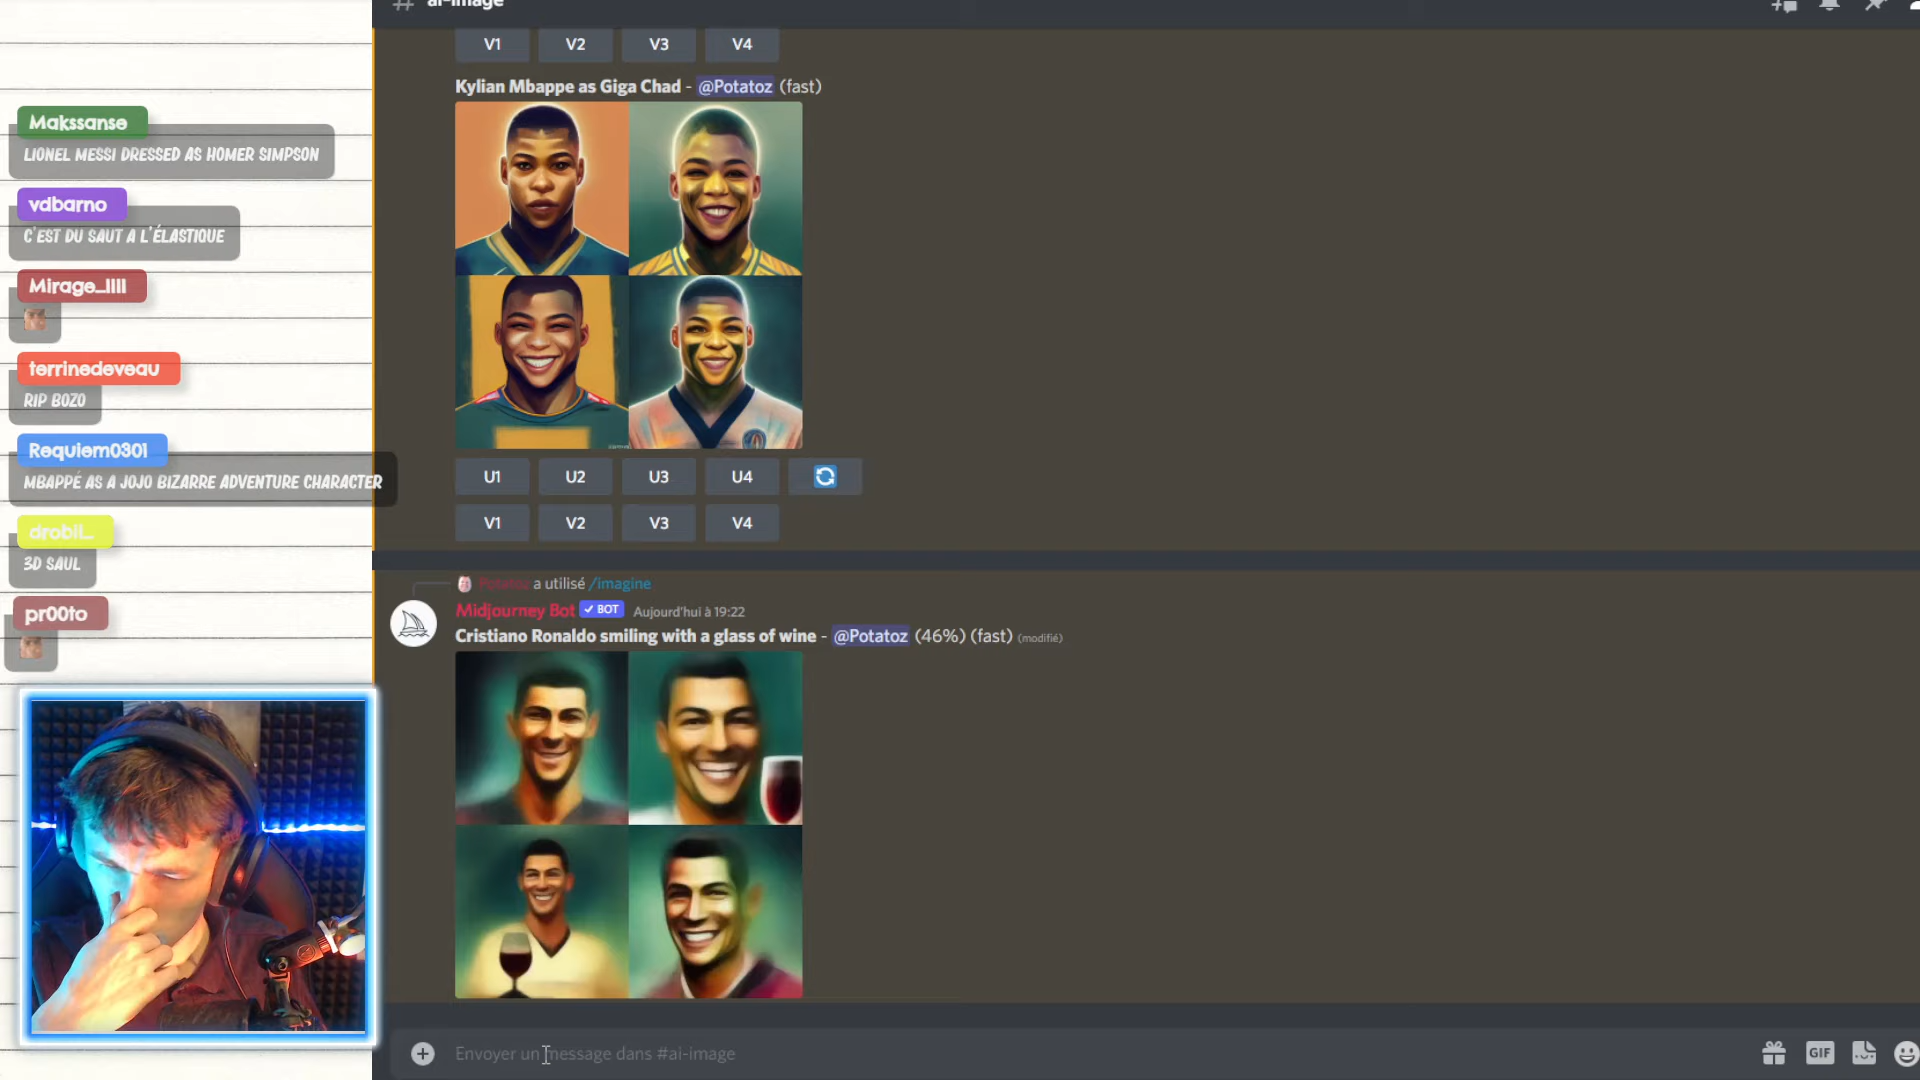 ai-image
V1 V2 V3 V4
Kylian Mbappe as Giga Chad - @Potatoz (fast)
U1 U2 U3 U4
V1 V2 V3 V4
Potatoz a utilisé /imagine
Midjourney Bot ✔ BOT Aujourd'hui à 19:22
Cristiano Ronaldo smiling with a glass of wine - @Potatoz (46%) (fast) (modifié)
Envoyer un message dans #ai-image
GIF
Makssanse
LIONEL MESSI DRESSED AS HOMER SIMPSON
vdbarno
C'EST DU SAUT A L'ÉLASTIQUE
Mirage_1111
terrinedeveau
RIP BOZO
Requiem0301
MBAPPÉ AS A JOJO BIZARRE ADVENTURE CHARACTER
drobil_
3D SAUL
pr00to